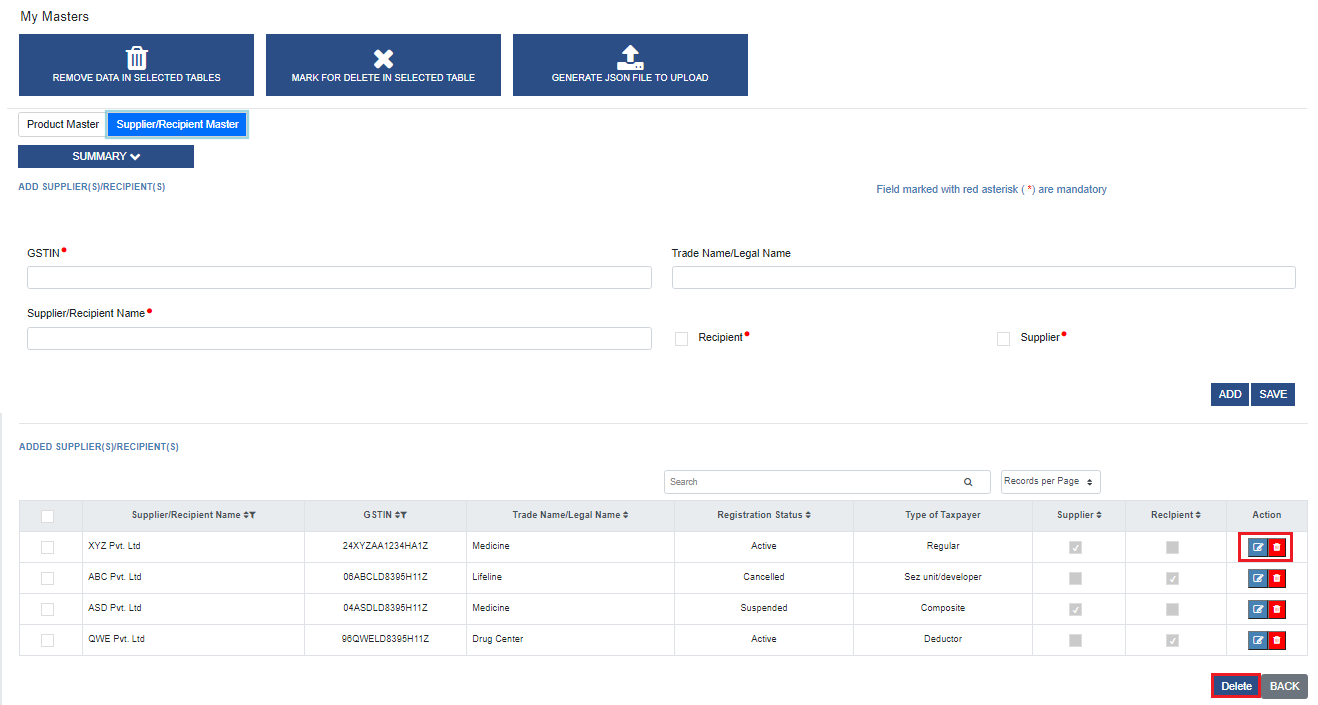 My Masters
REMOVE DATA IN SELECTED TABLES
MARK FOR DELETE IN SELECTED TABLE
GENERATE JSON FILE TO UPLOAD
Product Master Supplier/Recipient Master
SUMMARY
ADD SUPPLIER(S)/RECIPIENT(S)
Field marked with red asterisk ( *) are mandatory
GSTIN
Trade Name/Legal Name
Supplier/Recipient Name
Recipient
Supplier
ADD SAVE
ADDED SUPPLIER(S)/RECIPIENT(S)
Search
Records per Page
Supplier/Recipient Name GSTIN Trade Name/Legal Name Registration Status Type of Taxpayer Supplier Recipient Action
XYZ Pvt. Ltd 24XYZAA1234HA1Z Medicine Active Regular
ABC Pvt. Ltd 06ABCLD8395H11Z Lifeline Cancelled Sez unit/developer
ASD Pvt. Ltd 04ASDLD8395H11Z Medicine Suspended Composite
QWE Pvt. Ltd 96QWELD8395H11Z Drug Center Active Deductor
Delete BACK